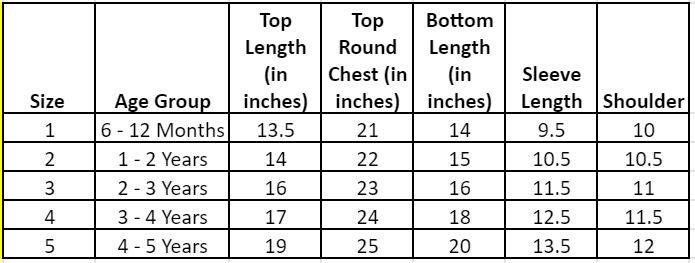 Size Age Group Top Length (in inches) Top Round Chest (in inches) Bottom Length (in inches) Sleeve Length Shoulder
1 6 - 12 Months 13.5 21 14 9.5 10
2 1 - 2 Years 14 22 15 10.5 10.5
3 2 - 3 Years 16 23 16 11.5 11
4 3 - 4 Years 17 24 18 12.5 11.5
5 4 - 5 Years 19 25 20 13.5 12